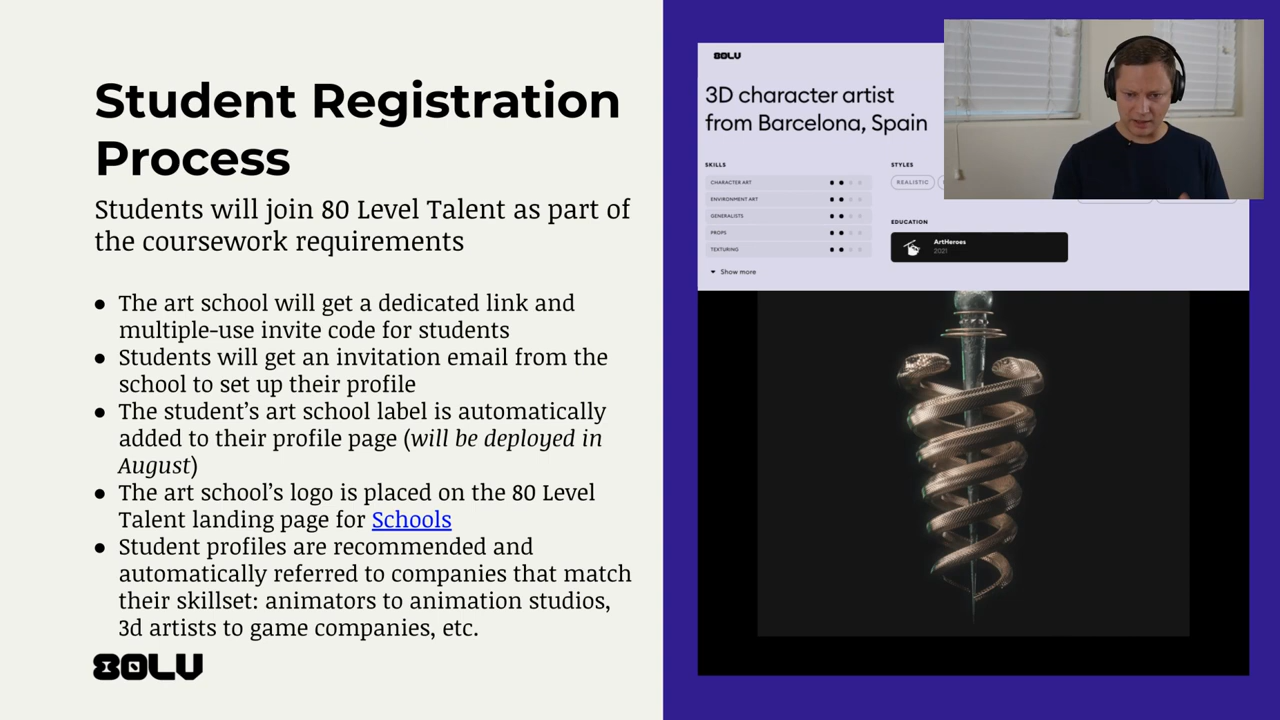 Student Registration
Process
Students will join 80 Level Talent as part of
the coursework requirements
● The art school will get a dedicated link and
multiple-use invite code for students
● Students will get an invitation email from the
school to set up their profile
● The student’s art school label is automatically
added to their profile page (will be deployed in
August)
● The art school’s logo is placed on the 80 Level
Talent landing page for Schools
● Student profiles are recommended and
automatically referred to companies that match
their skillset: animators to animation studios,
3d artists to game companies, etc.
80LV
80LV
3D character artist
from Barcelona, Spain
SKILLS
CHARACTER ART
ENVIRONMENT ART
GENERALISTS
PROPS
TEXTURING
Show more
STYLES
REALISTIC
EDUCATION
ArtHeroes
2021